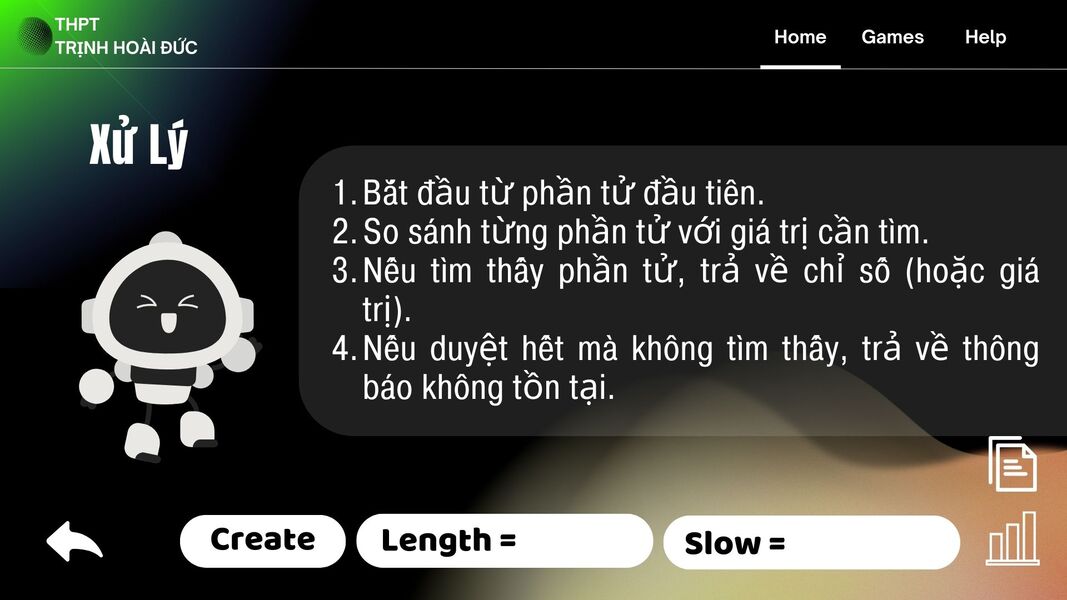 THPT
TRỊNH HOÀI ĐỨC
Home Games Help
Xử Lý
1. Bắt đầu từ phần tử đầu tiên.
2. So sánh từng phần tử với giá trị cần tìm.
3. Nếu tìm thấy phần tử, trả về chỉ số (hoặc giá
trị).
4. Nếu duyệt hết mà không tìm thấy, trả về thông
báo không tồn tại.
Create Length = Slow =